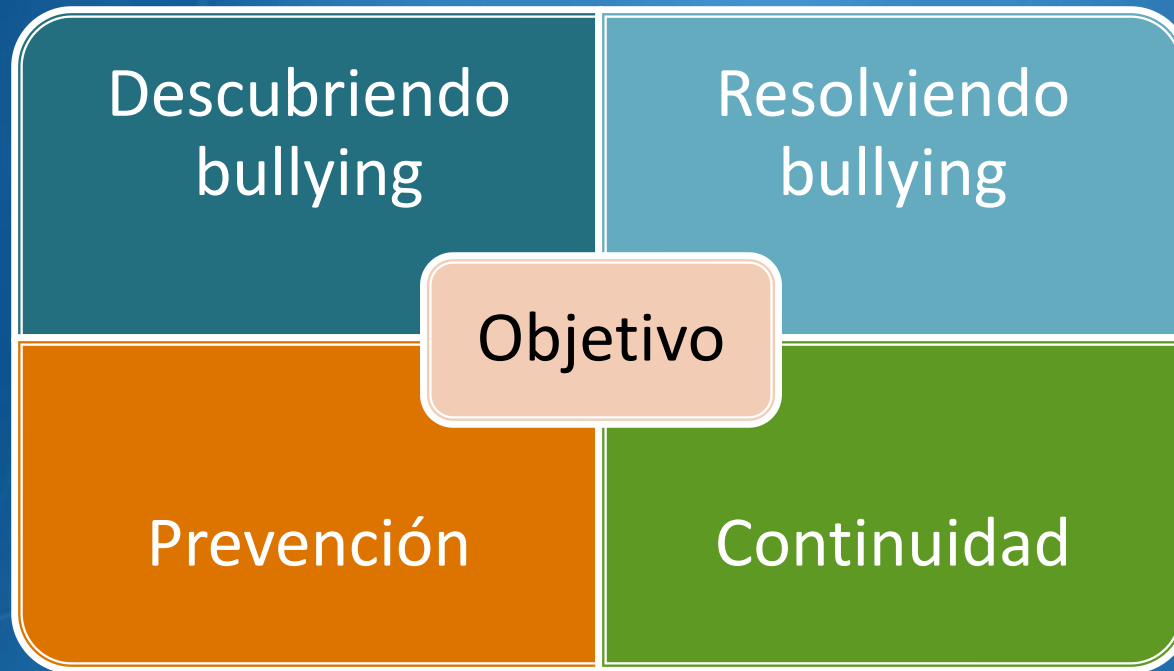 Descubriendo
bullying
Resolviendo
bullying
Objetivo
Prevención
Continuidad